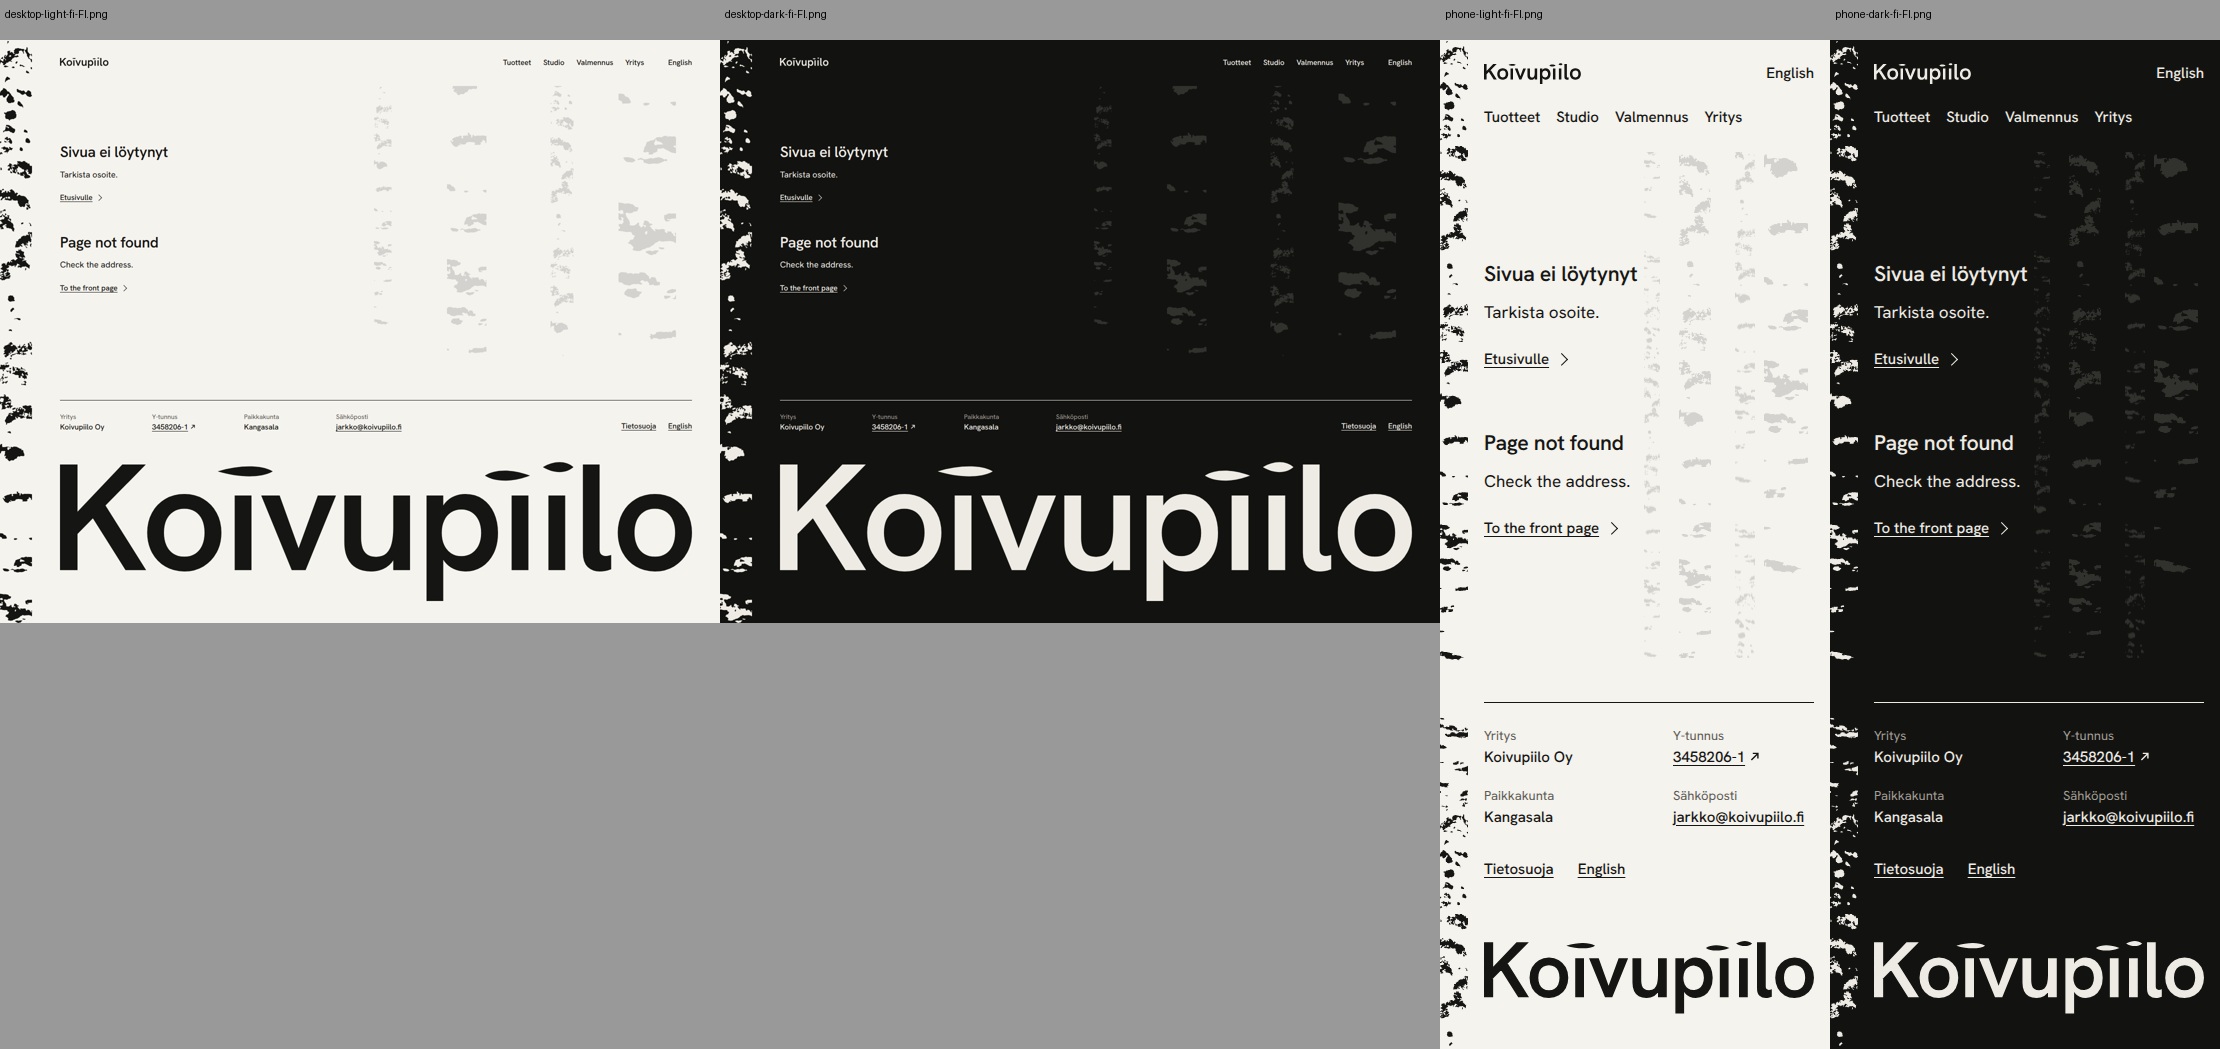 desktop-light-fi-FI.png
Koivupiilo
Tuotteet Studio Valmennus Yritys English
Sivua ei löytynyt
Tarkista osoite.
Etusivulle
Page not found
Check the address.
To the front page
Yritys Y-tunnus Paikkakunta Sähköposti
Koivupiilo Oy 3458206-1 ↗ Kangasala jarkko@koivupiilo.fi Tietosuoja English
Koivupiilo
desktop-dark-fi-FI.png
Koivupiilo
Tuotteet Studio Valmennus Yritys English
Sivua ei löytynyt
Tarkista osoite.
Etusivulle
Page not found
Check the address.
To the front page
Yritys Y-tunnus Paikkakunta Sähköposti
Koivupiilo Oy 3458206-1 ↗ Kangasala jarkko@koivupiilo.fi Tietosuoja English
Koivupiilo
phone-light-fi-FI.png
Koivupiilo English
Tuotteet Studio Valmennus Yritys
Sivua ei löytynyt
Tarkista osoite.
Etusivulle
Page not found
Check the address.
To the front page
Yritys Y-tunnus
Koivupiilo Oy 3458206-1 ↗
Paikkakunta Sähköposti
Kangasala jarkko@koivupiilo.fi
Tietosuoja English
Koivupiilo
phone-dark-fi-FI.png
Koivupiilo English
Tuotteet Studio Valmennus Yritys
Sivua ei löytynyt
Tarkista osoite.
Etusivulle
Page not found
Check the address.
To the front page
Yritys Y-tunnus
Koivupiilo Oy 3458206-1 ↗
Paikkakunta Sähköposti
Kangasala jarkko@koivupiilo.fi
Tietosuoja English
Koivupiilo